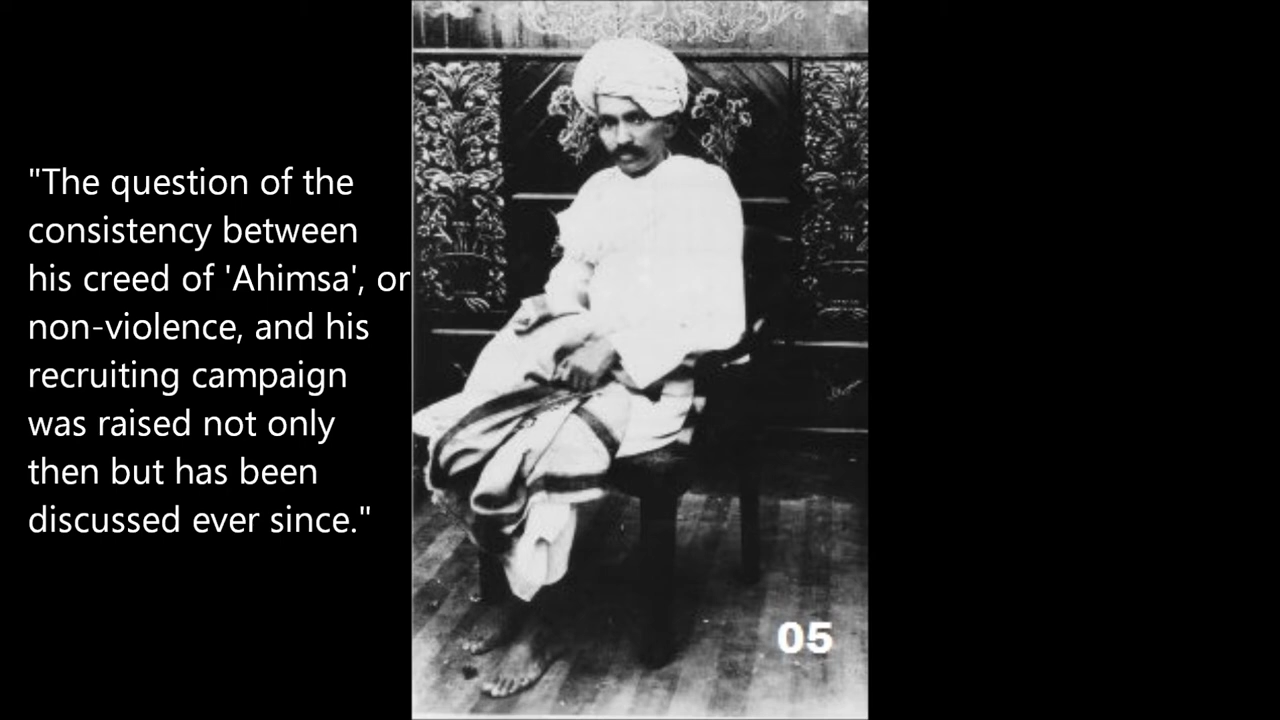 "The question of the
consistency between
his creed of 'Ahimsa', or
non-violence, and his
recruiting campaign
was raised not only
then but has been
discussed ever since."
05